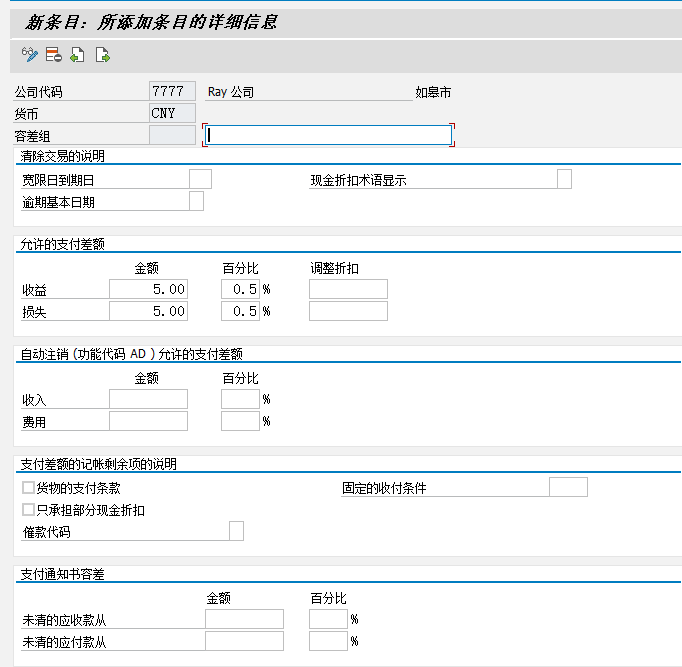 新条目：所添加条目的详细信息
公司代码 7777 Ray 公司 如皋市
货币 CNY
容差组
清除交易的说明
宽限日到期日 现金折扣术语显示
逾期基本日期
允许的支付差额
金额 百分比 调整折扣
收益 5.00 0.5 %
损失 5.00 0.5 %
自动注销 (功能代码 AD ) 允许的支付差额
金额 百分比
收入 %
费用 %
支付差额的记帐剩余项的说明
货物的支付条款 固定的收付条件
只承担部分现金折扣
催款代码
支付通知书容差
金额 百分比
未清的应收款从 %
未清的应付款从 %